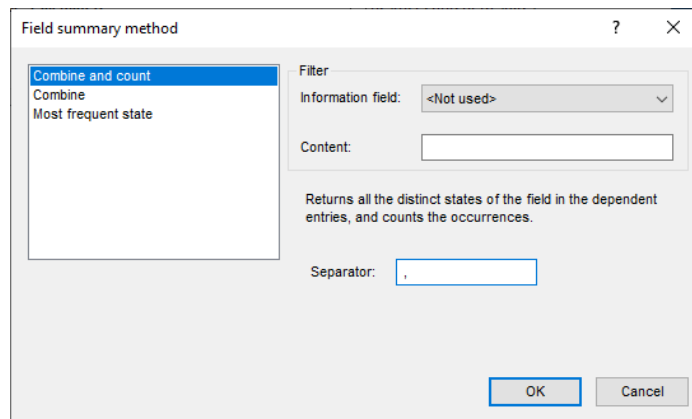 Field summary method
?
Combine and count
Combine
Most frequent state
Filter
Information field:
<Not used>
Content:
Returns all the distinct states of the field in the dependent
entries, and counts the occurrences.
Separator:
,
OK
Cancel